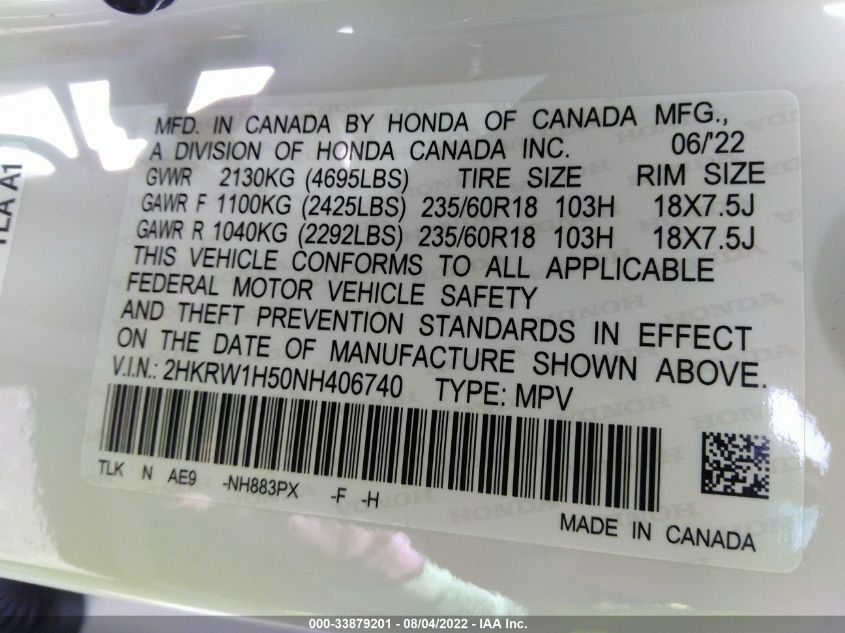 MFD. IN CANADA BY HONDA OF CANADA MFG.,
A DIVISION OF HONDA CANADA INC. 06/'22
GVWR 2130KG (4695LBS) TIRE SIZE RIM SIZE
GAWR F 1100KG (2425LBS) 235/60R18 103H 18X7.5J
GAWR R 1040KG (2292LBS) 235/60R18 103H 18X7.5J
THIS VEHICLE CONFORMS TO ALL APPLICABLE
FEDERAL MOTOR VEHICLE SAFETY
AND THEFT PREVENTION STANDARDS IN EFFECT
ON THE DATE OF MANUFACTURE SHOWN ABOVE.
V.I.N.: 2HKRW1H50NH406740 TYPE: MPV
TLK N AE9 -NH883PX -F -H
MADE IN CANADA
TLA A1
000-33879201 - 08/04/2022 - IAA Inc.